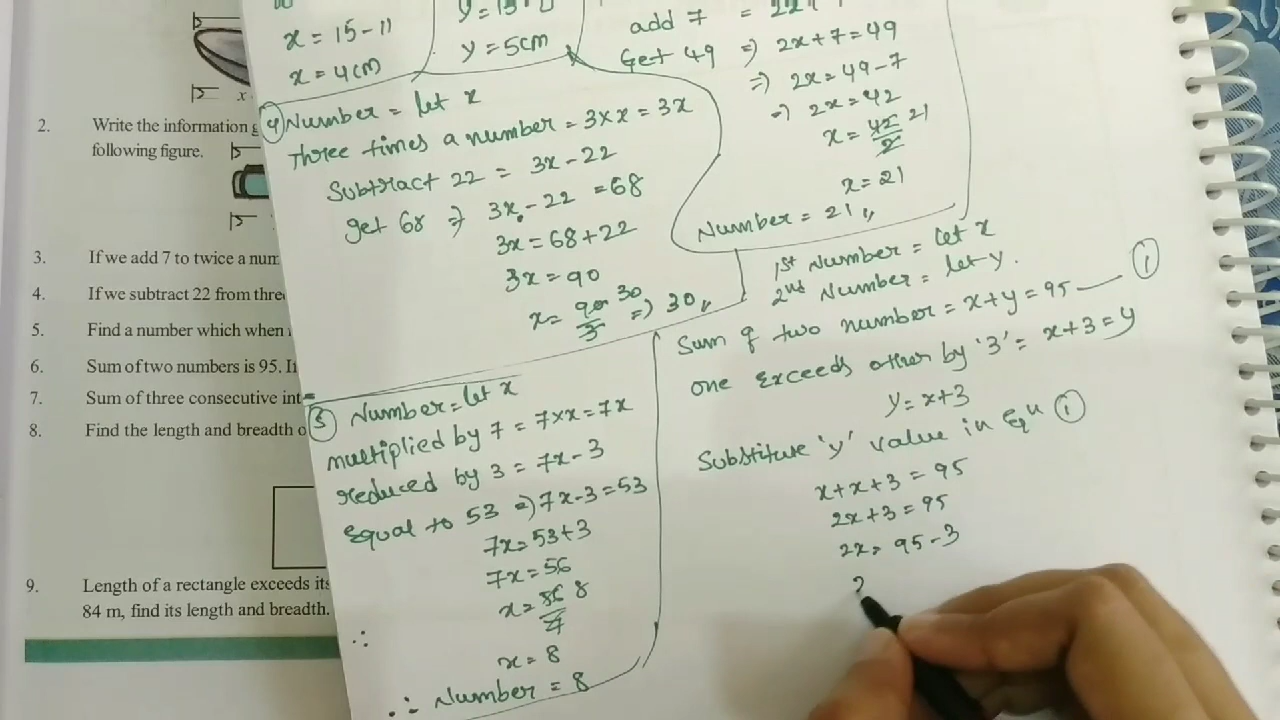 x = 15-11
x = 4cm
y = 5cm
add 7 =
Get 49 => 2x+7=49
=> 2x=49-7
=> 2x=42
x = 42/2 21
x=21
Number = 21,,
4 Number = let x
Three times a number = 3×x = 3x
Subtract 22 = 3x-22
get 68 => 3x-22 =68
3x=68+22
3x=90
x= 90/3 30 => 30,,
5 Number = let x
multiplied by 7 = 7×x=7x
reduced by 3 = 7x-3
Equal to 53 => 7x-3=53
7x=53+3
7x=56
x= 56/7 8
∴
x=8
∴ Number = 8
1st Number = let x
2nd Number = let y.
Sum of two number = x+y=95 — 1
one exceeds other by '3' = x+3=y
y=x+3
Substitute 'y' value in Equ 1
x+x+3=95
2x+3=95
2x= 95-3
2
x
2. Write the information
following figure.
3. If we add 7 to twice a
4. If we subtract 22 from
5. Find a number which when
6. Sum of two numbers is 95.
7. Sum of three consecutive
8. Find the length and breadth
9. Length of a rectangle exceeds its
84 m, find its length and breadth.